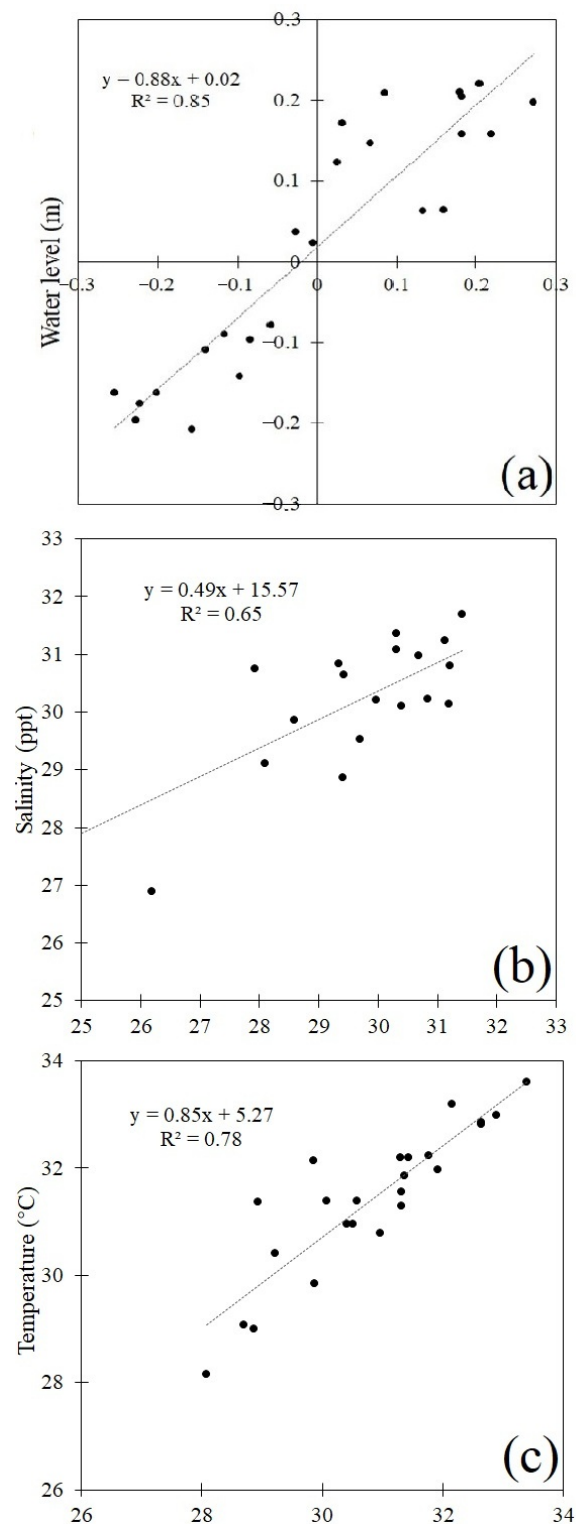 0.3
y − 0.88x + 0.02
R² = 0.85
0.2
0.1
Water level (m)
0
−0.3 −0.2 −0.1 0 0.1 0.2 0.3
−0.1
−0.2
(a)
−0.3
33
y = 0.49x + 15.57
R² = 0.65
32
31
30
Salinity (ppt)
29
28
27
26
(b)
25
25 26 27 28 29 30 31 32 33
34
y = 0.85x + 5.27
R² = 0.78
32
Temperature (°C)
30
28
(c)
26
26 28 30 32 34